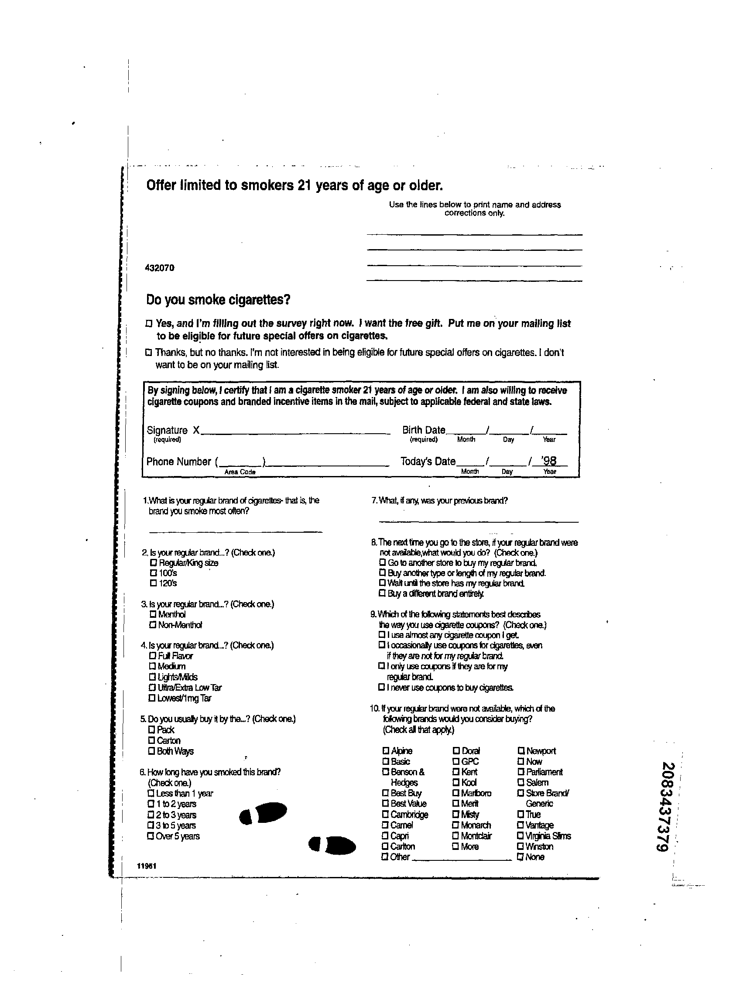 Offer limited to smokers 21 years of age or older.
Use the lines below to print name and address
corrections only.
432070
Do you smoke cigarettes?
☐ Yes, and I'm filling out the survey right now. I want the free gift. Put me on your mailing list
to be eligible for future special offers on cigarettes.
☐ Thanks, but no thanks. I'm not interested in being eligible for future special offers on cigarettes. I don't
want to be on your mailing list.
By signing below, I certify that I am a cigarette smoker 21 years of age or older. I am also willing to receive
cigarette coupons and branded incentive items in the mail, subject to applicable federal and state laws.
Signature X
(required)
Birth Date / /
(required) Month Day Year
Phone Number ( )
Area Code
Today's Date / / '98
Month Day Year
1.What is your regular brand of cigarettes- that is, the
brand you smoke most often?
2. Is your regular brand...? (Check one.)
☐ Regular/King size
☐ 100's
☐ 120's
3. Is your regular brand...? (Check one.)
☐ Menthol
☐ Non-Menthol
4. Is your regular brand...? (Check one.)
☐ Full Flavor
☐ Medium
☐ Lights/Milds
☐ Ultra/Extra Low Tar
☐ Lowest/1mg Tar
5. Do you usually buy it by the...? (Check one.)
☐ Pack
☐ Carton
☐ Both Ways
6. How long have you smoked this brand?
(Check one.)
☐ Less than 1 year
☐ 1 to 2 years
☐ 2 to 3 years
☐ 3 to 5 years
☐ Over 5 years
7. What, if any, was your previous brand?
8. The next time you go to the store, if your regular brand were
not available,what would you do? (Check one.)
☐ Go to another store to buy my regular brand.
☐ Buy another type or length of my regular brand.
☐ Wait until the store has my regular brand.
☐ Buy a different brand entirely.
9. Which of the following statements best describes
the way you use cigarette coupons? (Check one.)
☐ I use almost any cigarette coupon I get.
☐ I occasionally use coupons for cigarettes, even
if they are not for my regular brand.
☐ I only use coupons if they are for my
regular brand.
☐ I never use coupons to buy cigarettes.
10. If your regular brand were not available, which of the
following brands would you consider buying?
(Check all that apply.)
☐ Alpine
☐ Basic
☐ Benson &
Hedges
☐ Best Buy
☐ Best Value
☐ Cambridge
☐ Camel
☐ Capri
☐ Carlton
☐ Other
☐ Doral
☐ GPC
☐ Kent
☐ Kool
☐ Marlboro
☐ Merit
☐ Misty
☐ Monarch
☐ Montclair
☐ More
☐ Newport
☐ Now
☐ Parliament
☐ Salem
☐ Store Brand/
Generic
☐ True
☐ Vantage
☐ Virginia Slims
☐ Winston
☐ None
11961
2083437379